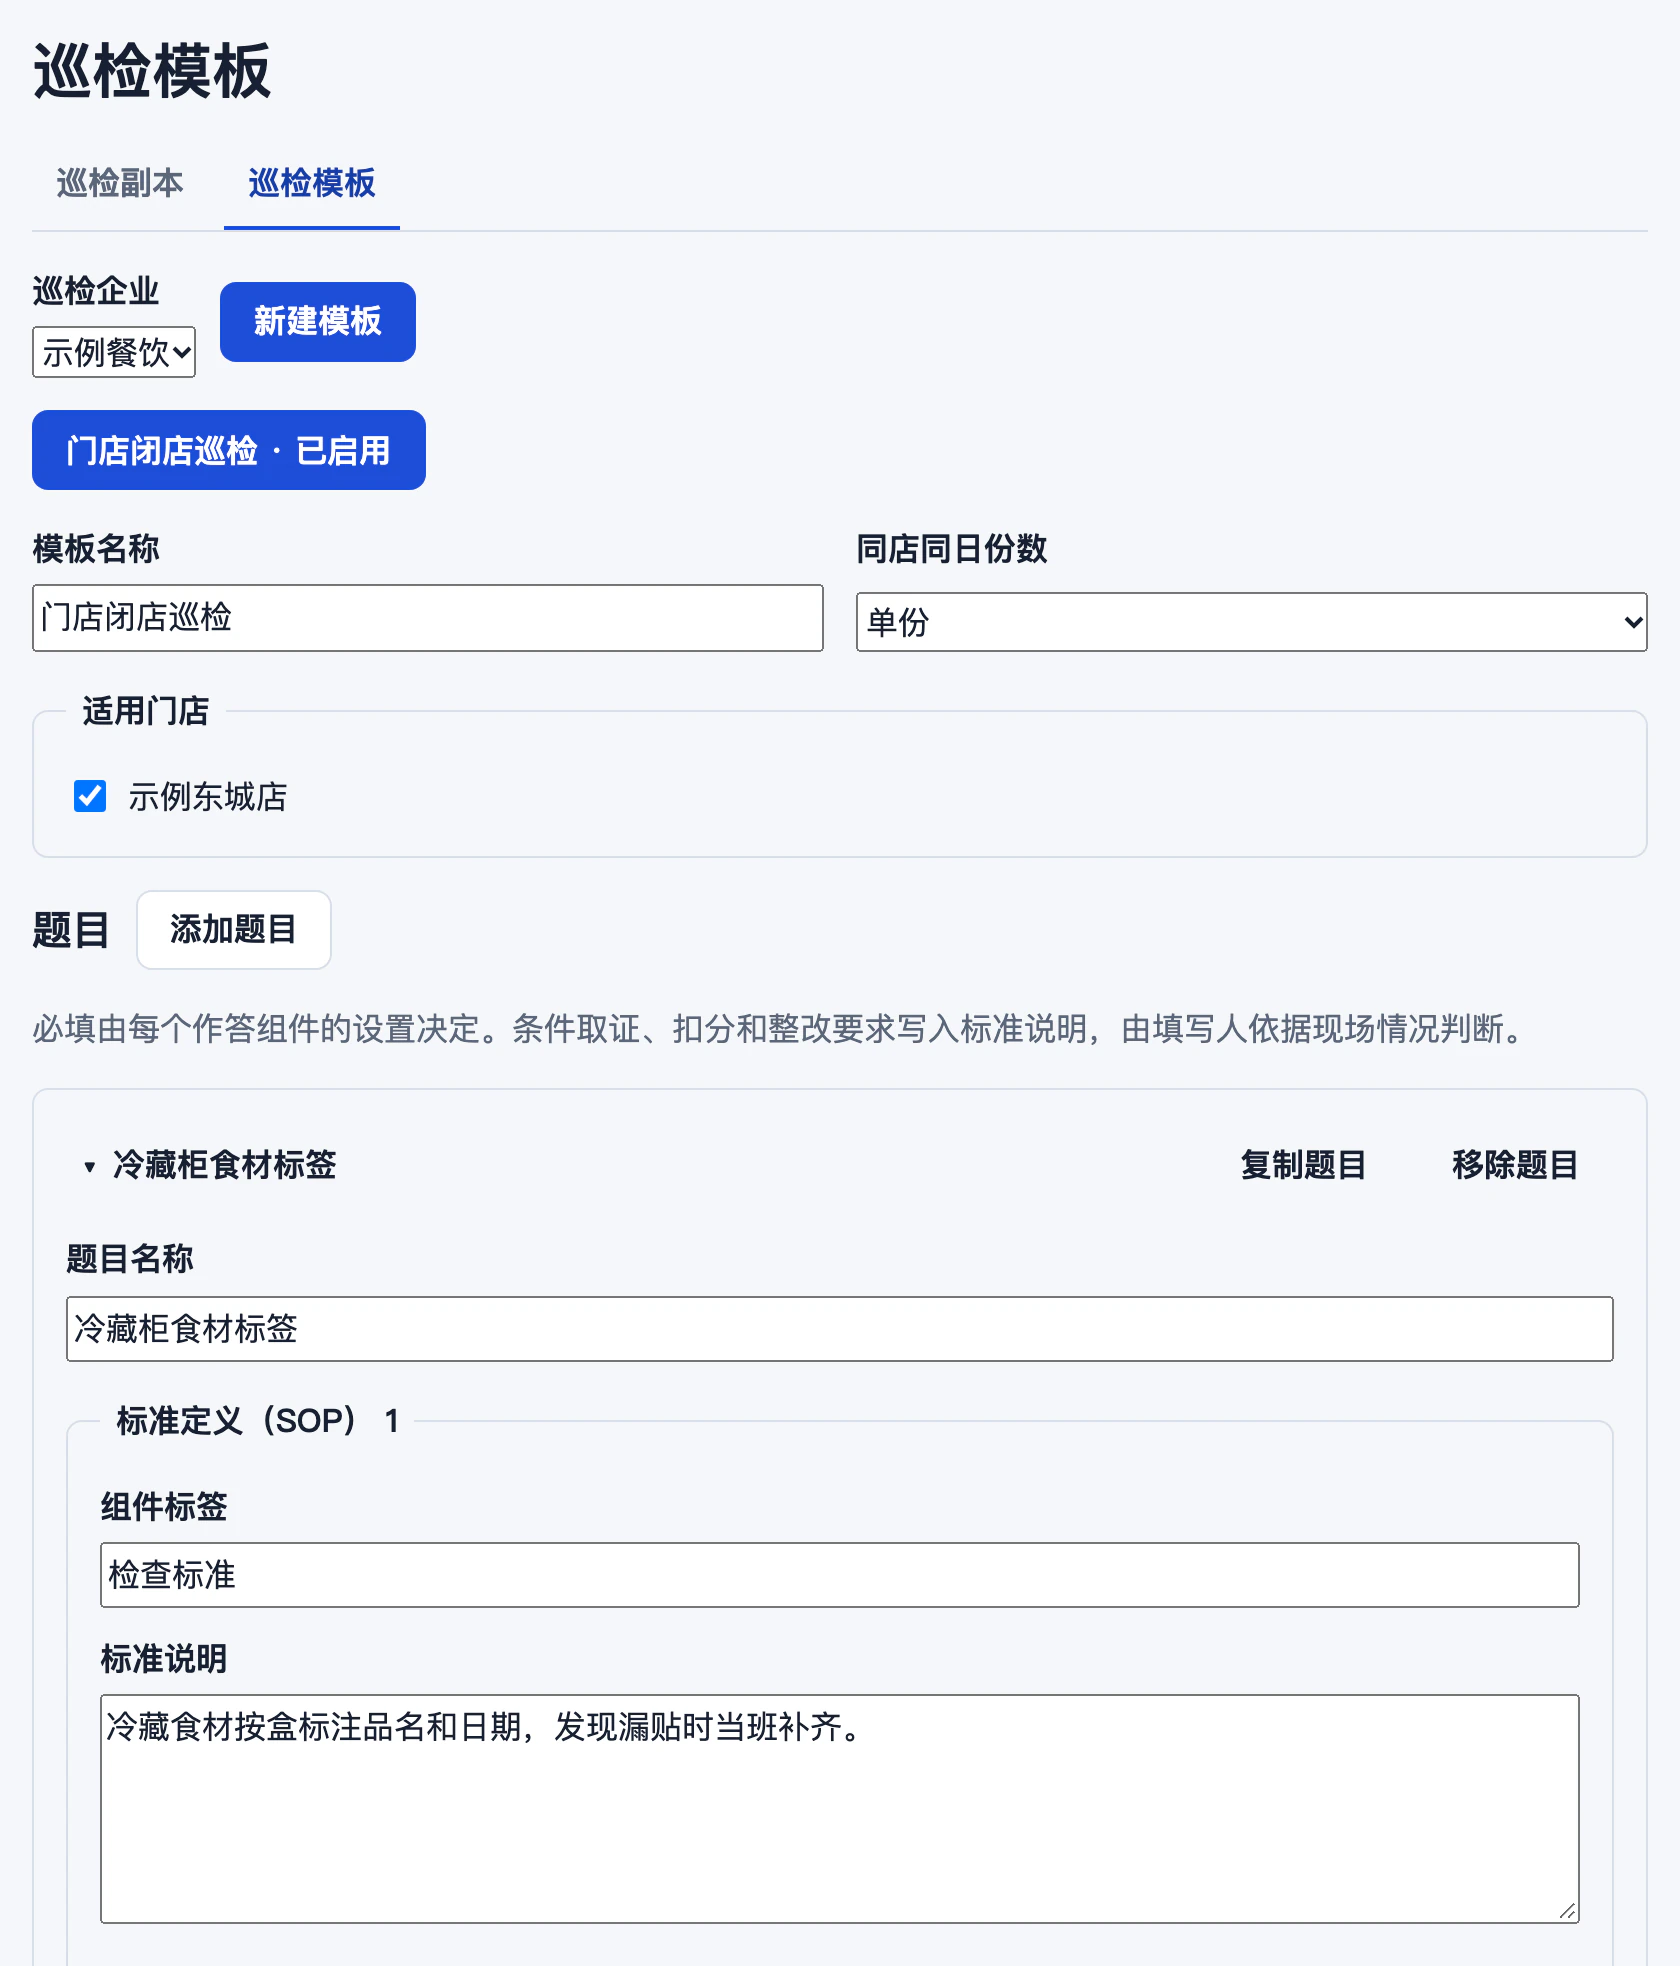 巡检模板
巡检副本 巡检模板
巡检企业
示例餐饮
新建模板
门店闭店巡检 · 已启用
模板名称
门店闭店巡检
同店同日份数
单份
适用门店
示例东城店
题目 添加题目
必填由每个作答组件的设置决定。条件取证、扣分和整改要求写入标准说明，由填写人依据现场情况判断。
冷藏柜食材标签 复制题目 移除题目
题目名称
冷藏柜食材标签
标准定义（SOP） 1
组件标签
检查标准
标准说明
冷藏食材按盒标注品名和日期，发现漏贴时当班补齐。